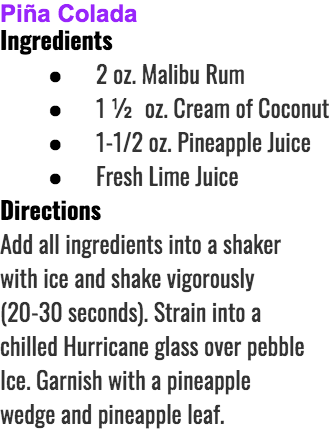 Piña Colada
Ingredients
● 2 oz. Malibu Rum
● 1 ½  oz. Cream of Coconut
● 1-1/2 oz. Pineapple Juice
● Fresh Lime Juice
Directions
Add all ingredients into a shaker
with ice and shake vigorously
(20-30 seconds). Strain into a
chilled Hurricane glass over pebble
Ice. Garnish with a pineapple
wedge and pineapple leaf.